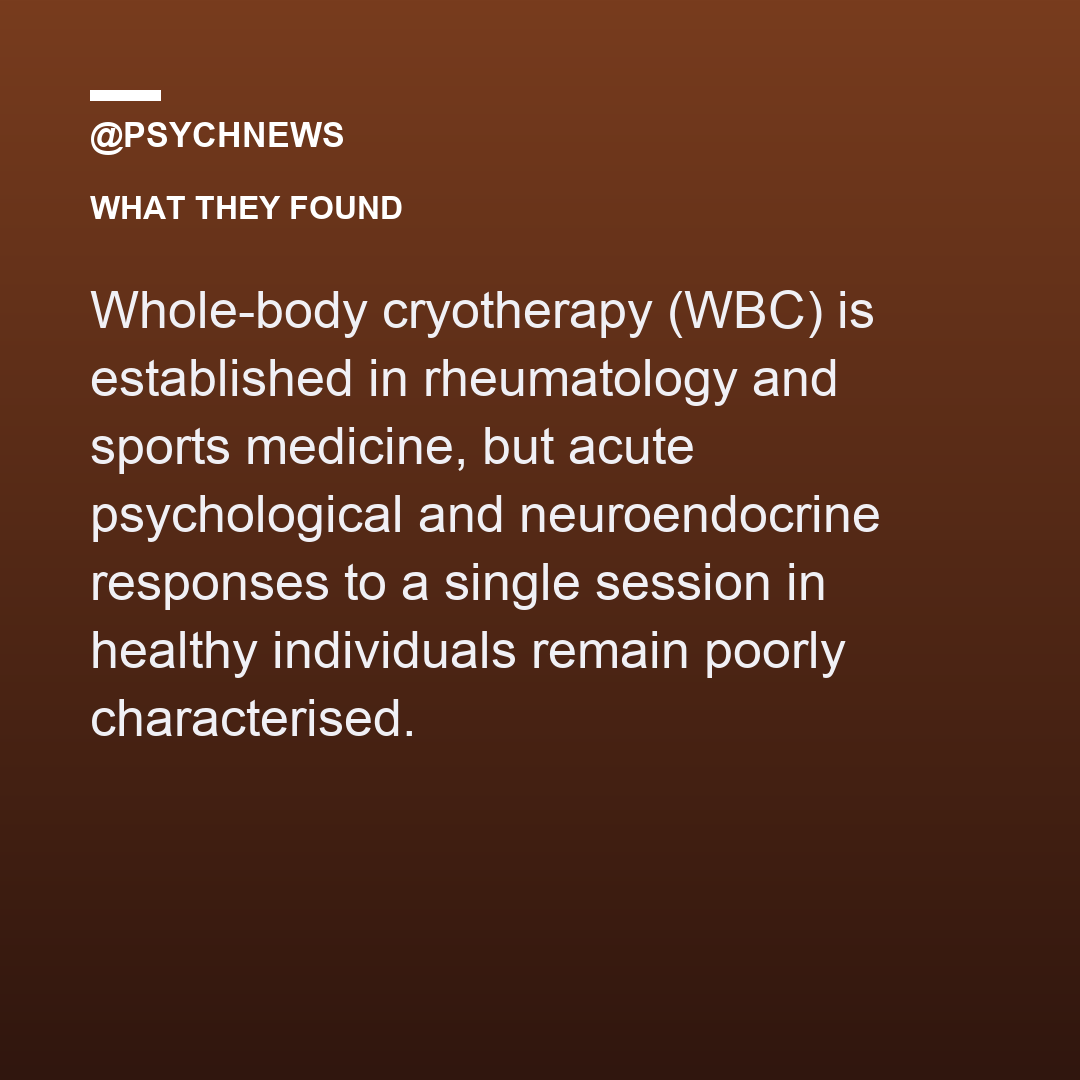 @PSYCHNEWS
WHAT THEY FOUND
Whole-body cryotherapy (WBC) is
established in rheumatology and
sports medicine, but acute
psychological and neuroendocrine
responses to a single session in
healthy individuals remain poorly
characterised.